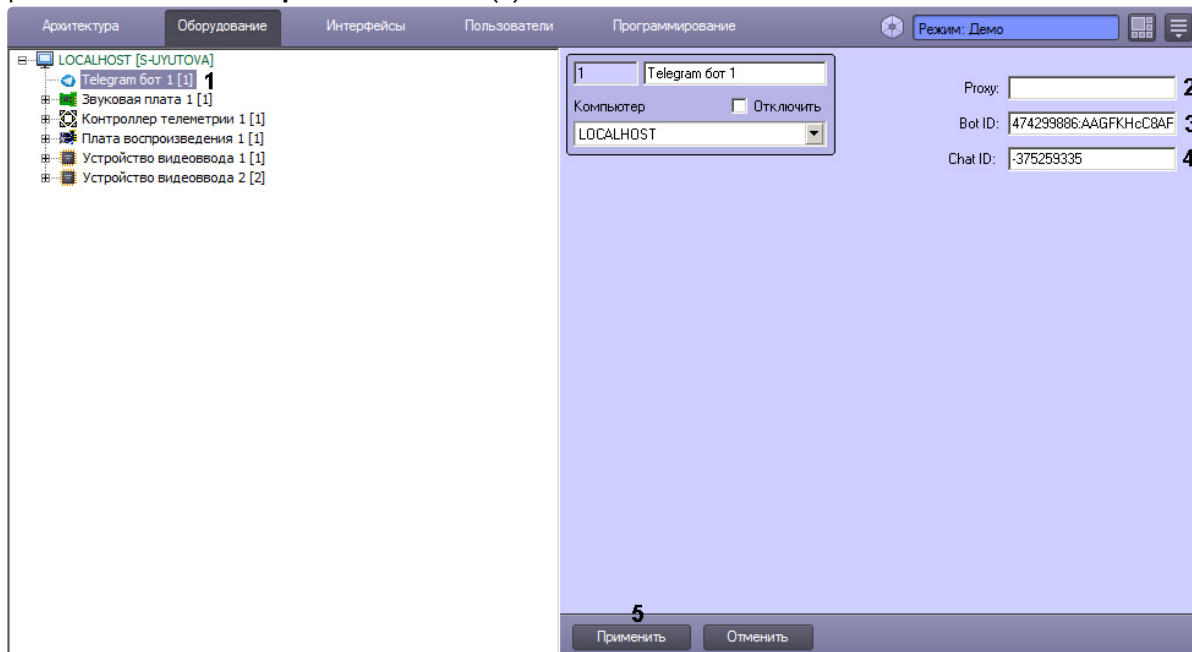 Архитектура Оборудование Интерфейсы Пользователи Программирование Режим: Демо
LOCALHOST [S-UYUTOVA]
Telegram бот 1 [1] 1
Звуковая плата 1 [1]
Контроллер телеметрии 1 [1]
Плата воспроизведения 1 [1]
Устройство видеоввода 1 [1]
Устройство видеоввода 2 [2]
1 Telegram бот 1
Компьютер Отключить
LOCALHOST
Proxy: 2
Bot ID: 474299886:AAGFKHcC8AF 3
Chat ID: -375259335 4
5
Применить Отменить